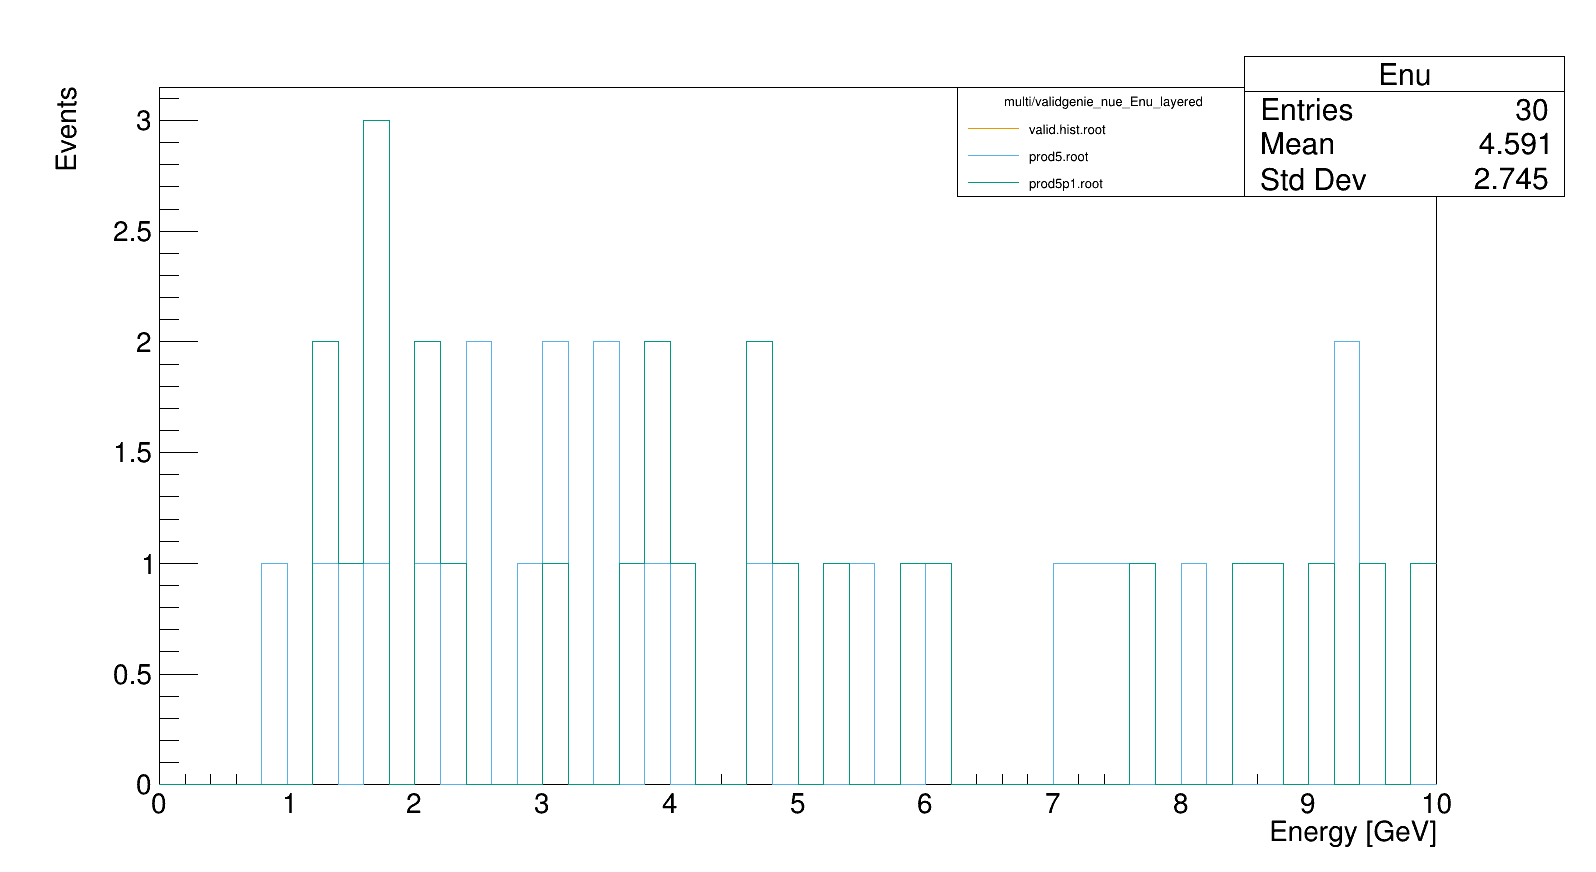 Enu
Entries 30
Mean 4.591
Std Dev 2.745
multi/validgenie_nue_Enu_layered
valid.hist.root
prod5.root
prod5p1.root
Events
3
2.5
2
1.5
1
0.5
0
0 1 2 3 4 5 6 7 8 9 10
Energy [GeV]